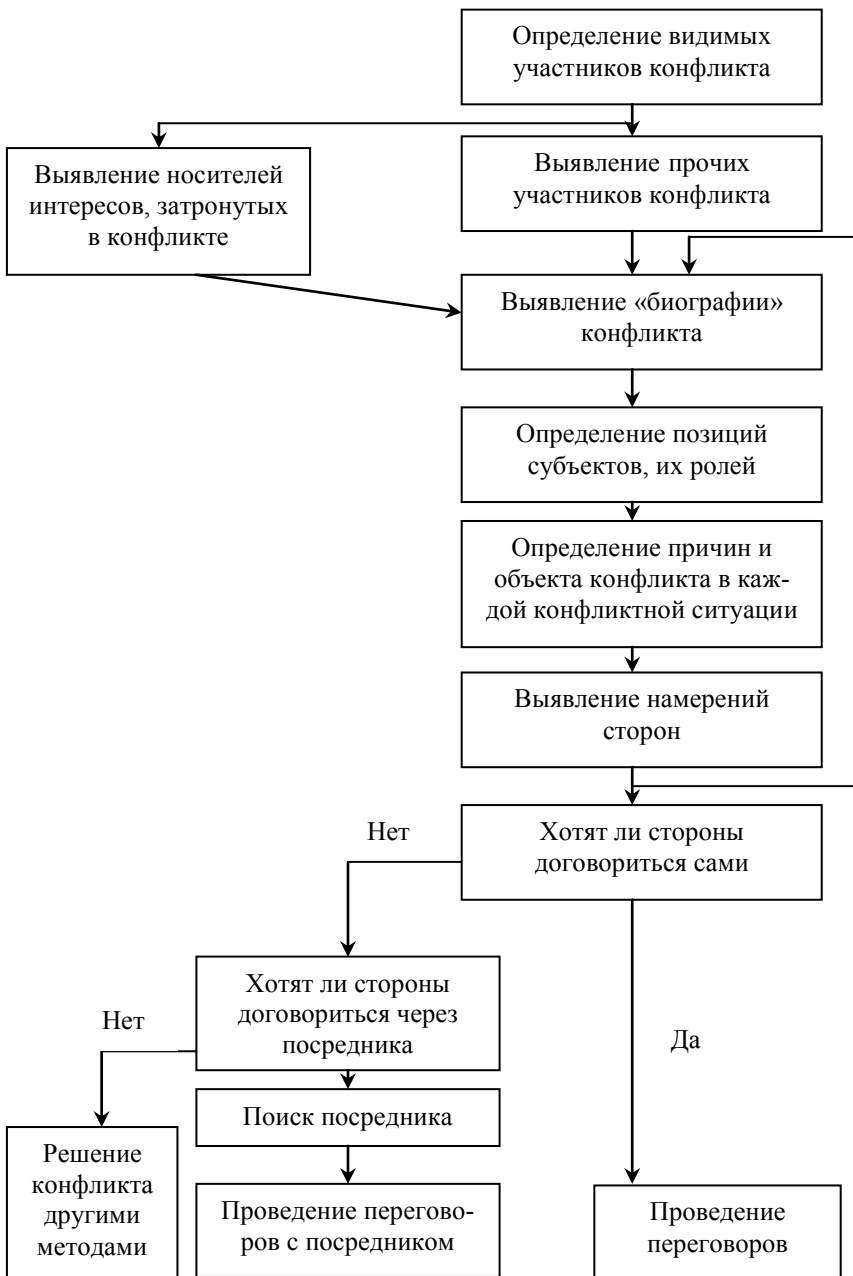 Определение видимых
участников конфликта
Выявление носителей
интересов, затронутых
в конфликте
Выявление прочих
участников конфликта
Выявление «биографии»
конфликта
Определение позиций
субъектов, их ролей
Определение причин и
объекта конфликта в каж-
дой конфликтной ситуации
Выявление намерений
сторон
Нет
Хотят ли стороны
договориться сами
Нет
Хотят ли стороны
договориться через
посредника
Да
Поиск посредника
Решение
конфликта
другими
методами
Проведение перегово-
ров с посредником
Проведение
переговоров